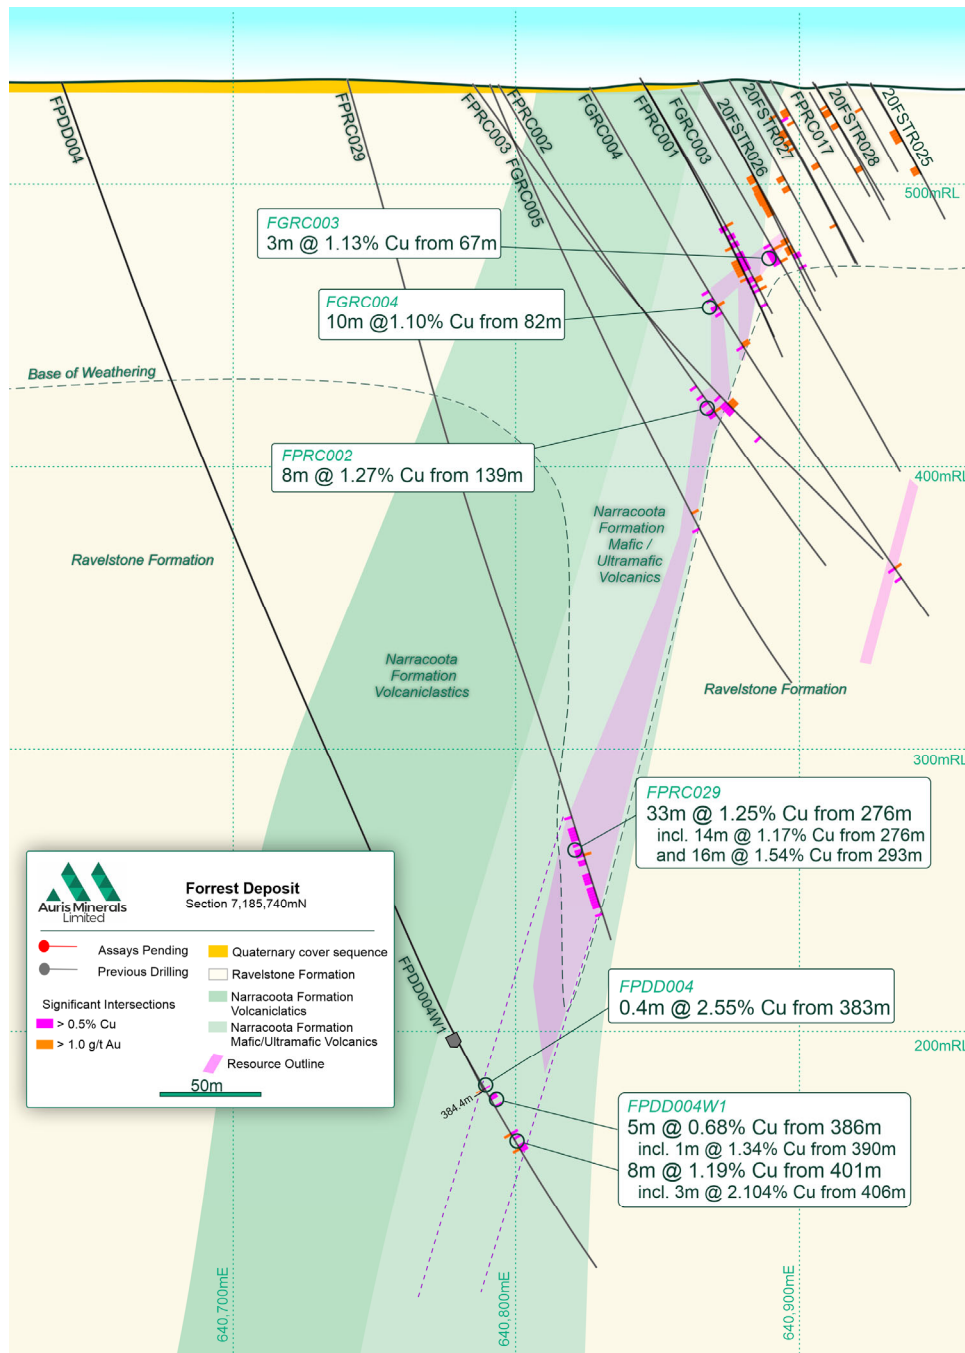 FPDD004
FPRC029
FPRC003
FPRC002
FGRC005
FGRC004
FPRC001
FGRC003
20FSTR026
20FSTR027
FPRC017
20FSTR028
20FSTR025
500mRL
FGRC003
3m @ 1.13% Cu from 67m
FGRC004
10m @1.10% Cu from 82m
Base of Weathering
FPRC002
8m @ 1.27% Cu from 139m
400mRL
Narracoota
Formation
Mafic /
Ultramafic
Volcanics
Ravelstone Formation
Narracoota
Formation
Volcaniclastics
Ravelstone Formation
300mRL
FPRC029
33m @ 1.25% Cu from 276m
incl. 14m @ 1.17% Cu from 276m
and 16m @ 1.54% Cu from 293m
Auris Minerals
Limited
Forrest Deposit
Section 7,185,740mN
Assays Pending
Previous Drilling
Significant Intersections
> 0.5% Cu
> 1.0 g/t Au
Quaternary cover sequence
Ravelstone Formation
Narracoota Formation
Volcaniclatics
Narracoota Formation
Mafic/Ultramafic Volcanics
Resource Outline
50m
FPDD004W1
FPDD004
0.4m @ 2.55% Cu from 383m
200mRL
384.4m
FPDD004W1
5m @ 0.68% Cu from 386m
incl. 1m @ 1.34% Cu from 390m
8m @ 1.19% Cu from 401m
incl. 3m @ 2.104% Cu from 406m
640,700mE
640,800mE
640,900mE